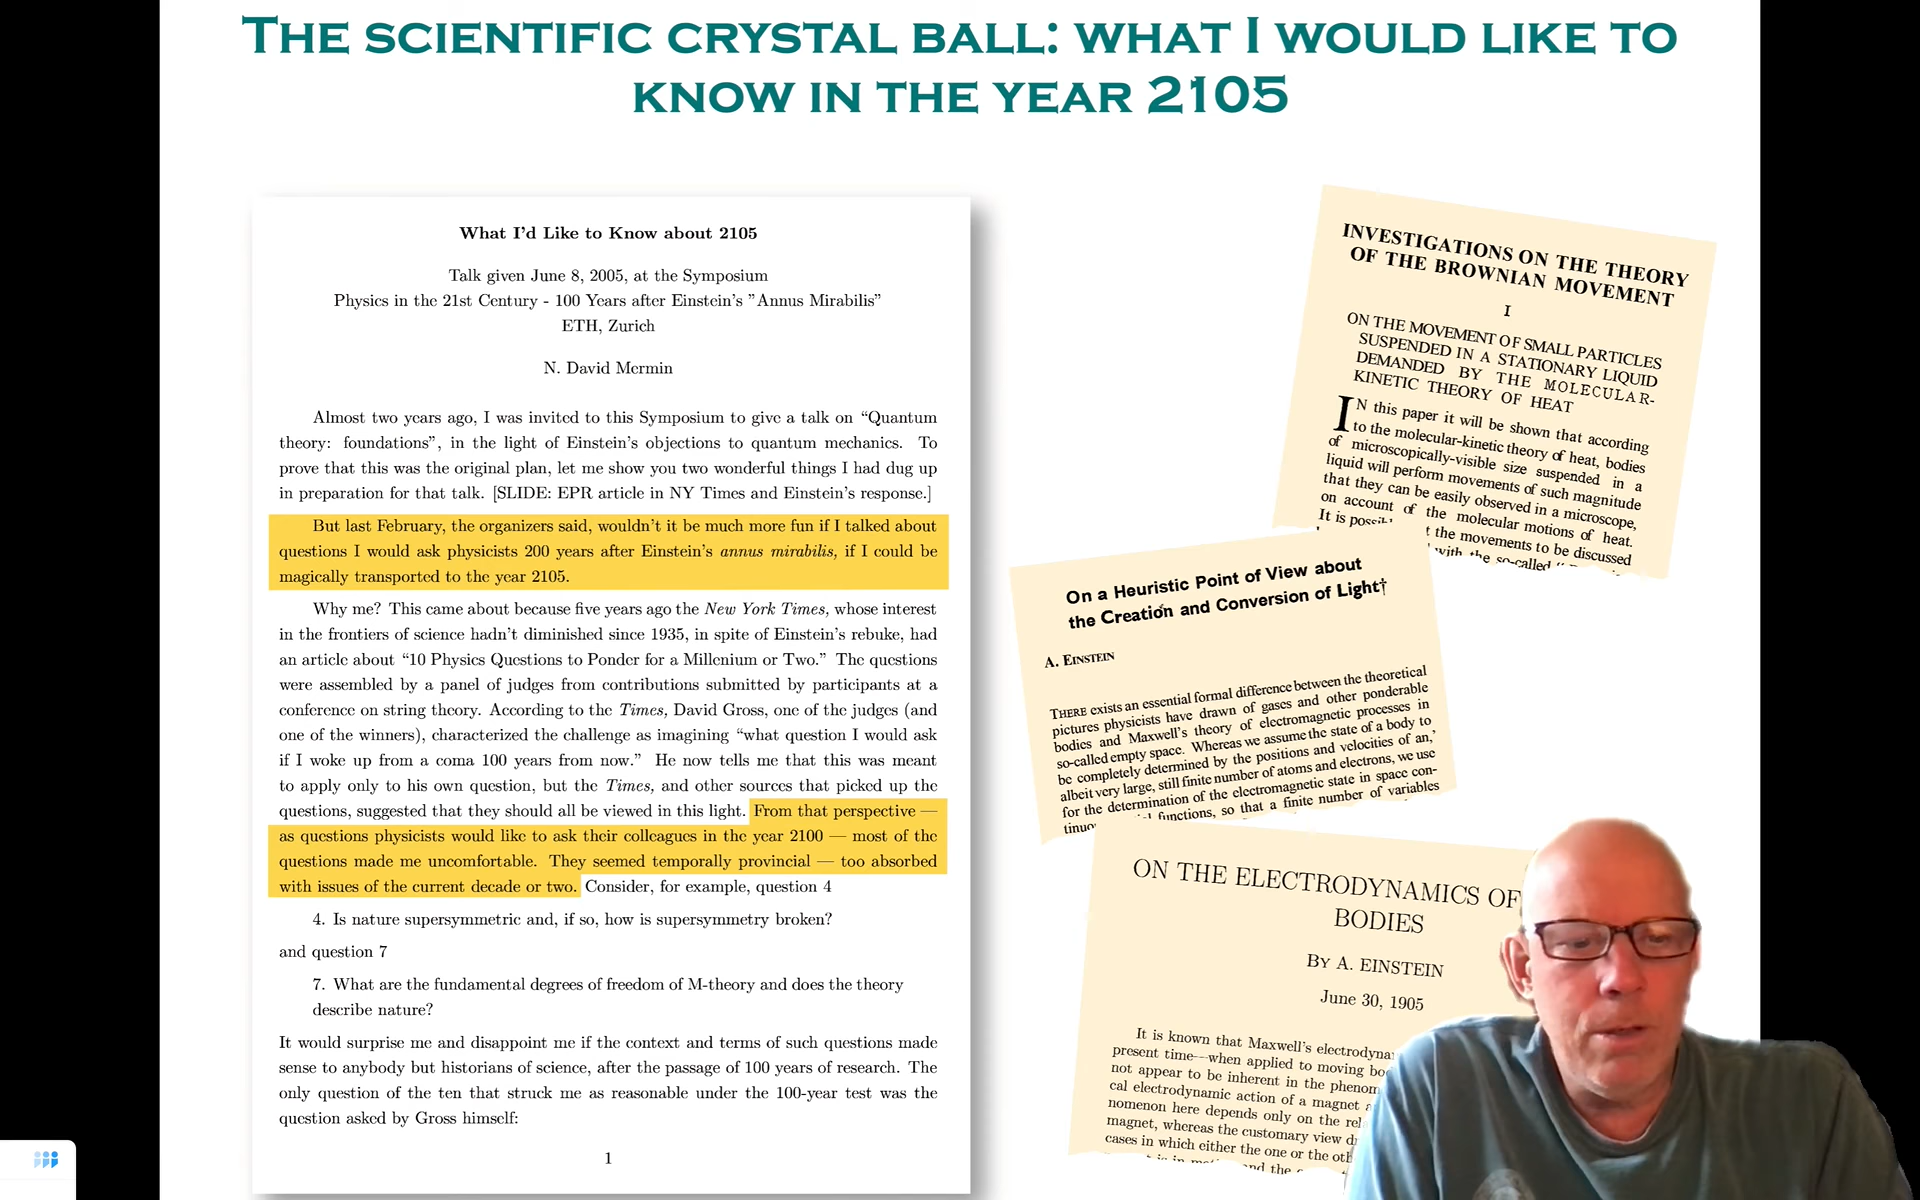 THE SCIENTIFIC CRYSTAL BALL: WHAT I WOULD LIKE TO
KNOW IN THE YEAR 2105
What I'd Like to Know about 2105
Talk given June 8, 2005, at the Symposium
Physics in the 21st Century - 100 Years after Einstein's "Annus Mirabilis"
ETH, Zurich
N. David Mermin
Almost two years ago, I was invited to this Symposium to give a talk on “Quantum
theory: foundations”, in the light of Einstein's objections to quantum mechanics. To
prove that this was the original plan, let me show you two wonderful things I had dug up
in preparation for that talk. [SLIDE: EPR article in NY Times and Einstein's response.]
But last February, the organizers said, wouldn't it be much more fun if I talked about
questions I would ask physicists 200 years after Einstein's annus mirabilis, if I could be
magically transported to the year 2105.
Why me? This came about because five years ago the New York Times, whose interest
in the frontiers of science hadn't diminished since 1935, in spite of Einstein's rebuke, had
an article about “10 Physics Questions to Ponder for a Millenium or Two.” The questions
were assembled by a panel of judges from contributions submitted by participants at a
conference on string theory. According to the Times, David Gross, one of the judges (and
one of the winners), characterized the challenge as imagining “what question I would ask
if I woke up from a coma 100 years from now.” He now tells me that this was meant
to apply only to his own question, but the Times, and other sources that picked up the
questions, suggested that they should all be viewed in this light. From that perspective —
as questions physicists would like to ask their colleagues in the year 2100 — most of the
questions made me uncomfortable. They seemed temporally provincial — too absorbed
with issues of the current decade or two. Consider, for example, question 4
4. Is nature supersymmetric and, if so, how is supersymmetry broken?
and question 7
7. What are the fundamental degrees of freedom of M-theory and does the theory
describe nature?
It would surprise me and disappoint me if the context and terms of such questions made
sense to anybody but historians of science, after the passage of 100 years of research. The
only question of the ten that struck me as reasonable under the 100-year test was the
question asked by Gross himself:
1
INVESTIGATIONS ON THE THEORY
OF THE BROWNIAN MOVEMENT
I
ON THE MOVEMENT OF SMALL PARTICLES
SUSPENDED IN A STATIONARY LIQUID
DEMANDED BY THE MOLECULAR-
KINETIC THEORY OF HEAT
IN this paper it will be shown that according
to the molecular-kinetic theory of heat, bodies
of microscopically-visible size suspended in a
liquid will perform movements of such magnitude
that they can be easily observed in a microscope,
on account of the molecular motions of heat.
It is
the movements to be discussed
with the so-called
On a Heuristic Point of View about
the Creation and Conversion of Light†
A. EINSTEIN
THERE exists an essential formal difference between the theoretical
pictures physicists have drawn of gases and other ponderable
bodies and Maxwell's theory of electromagnetic processes in
so-called empty space. Whereas we assume the state of a body to
be completely determined by the positions and velocities of an,
albeit very large, still finite number of atoms and electrons, we use
for the determination of the electromagnetic state in space con-
functions, so that a finite number of variables
ON THE ELECTRODYNAMICS OF
BODIES
BY A. EINSTEIN
June 30, 1905
It is known that Maxwell's
present time—when applied to moving
not appear to be inherent in the
cal electrodynamic action of a magnet
nomenon here depends only on the
magnet, whereas the customary view
cases in which either the one or the
and the